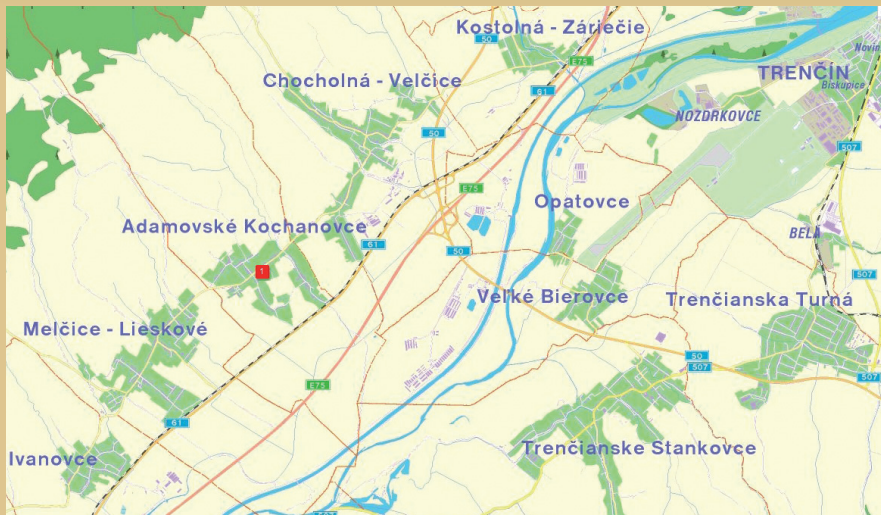 Kostolná - Záriečie
50
E75
Novin
TRENČÍN
Biskupice
Chocholná - Velčice
61
NOZDRKOVCE
50
507
E75
Opatovce
Adamovské Kochanovce
61
50
BELÁ
1
507
Veľké Bierovce
Trenčianska Turná
Melčice - Lieskové
50
507
507
E75
61
Ivanovce
Trenčianske Stankovce